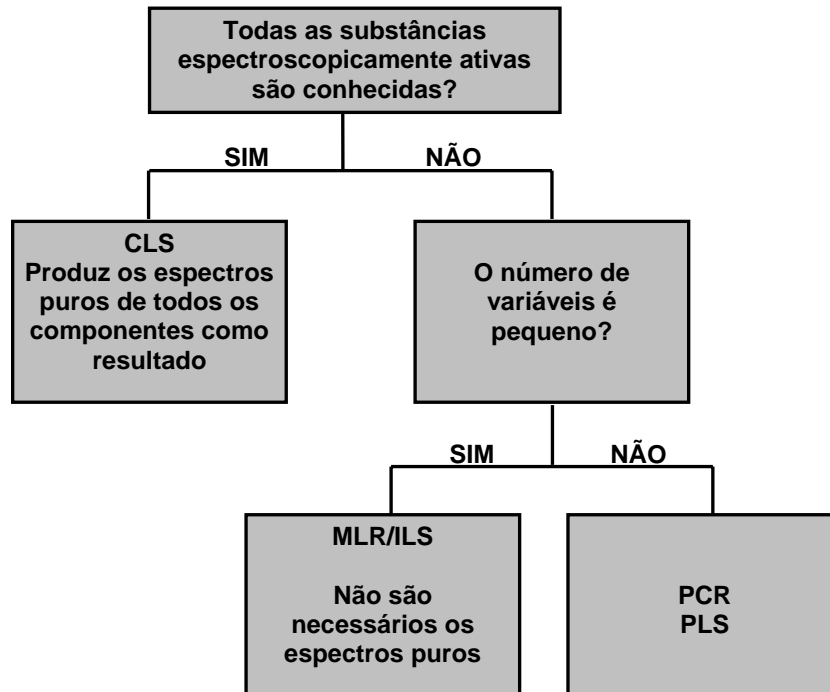 Todas as substâncias
espectroscopicamente ativas
são conhecidas?
SIM
NÃO
CLS
Produz os espectros
puros de todos os
componentes como
resultado
O número de
variáveis é
pequeno?
SIM
NÃO
MLR/ILS
Não são
necessários os
espectros puros
PCR
PLS